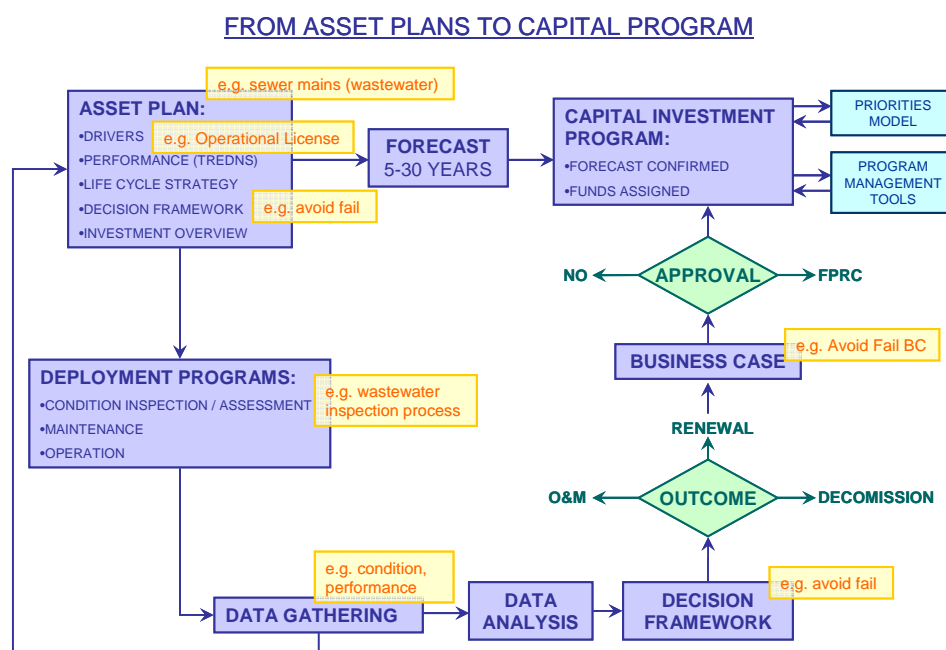 FROM ASSET PLANS TO CAPITAL PROGRAM
e.g. sewer mains (wastewater)
ASSET PLAN:
•DRIVERS
e.g. Operational License
•PERFORMANCE (TREDNS)
•LIFE CYCLE STRATEGY
•DECISION FRAMEWORK
e.g. avoid fail
•INVESTMENT OVERVIEW
FORECAST
5-30 YEARS
CAPITAL INVESTMENT
PROGRAM:
•FORECAST CONFIRMED
•FUNDS ASSIGNED
PRIORITIES
MODEL
PROGRAM
MANAGEMENT
TOOLS
NO
APPROVAL
FPRC
e.g. Avoid Fail BC
BUSINESS CASE
DEPLOYMENT PROGRAMS:
•CONDITION INSPECTION / ASSESSMENT
•MAINTENANCE
•OPERATION
e.g. wastewater
inspection process
RENEWAL
O&M
OUTCOME
DECOMISSION
e.g. condition,
performance
DATA GATHERING
DATA
ANALYSIS
DECISION
FRAMEWORK
e.g. avoid fail